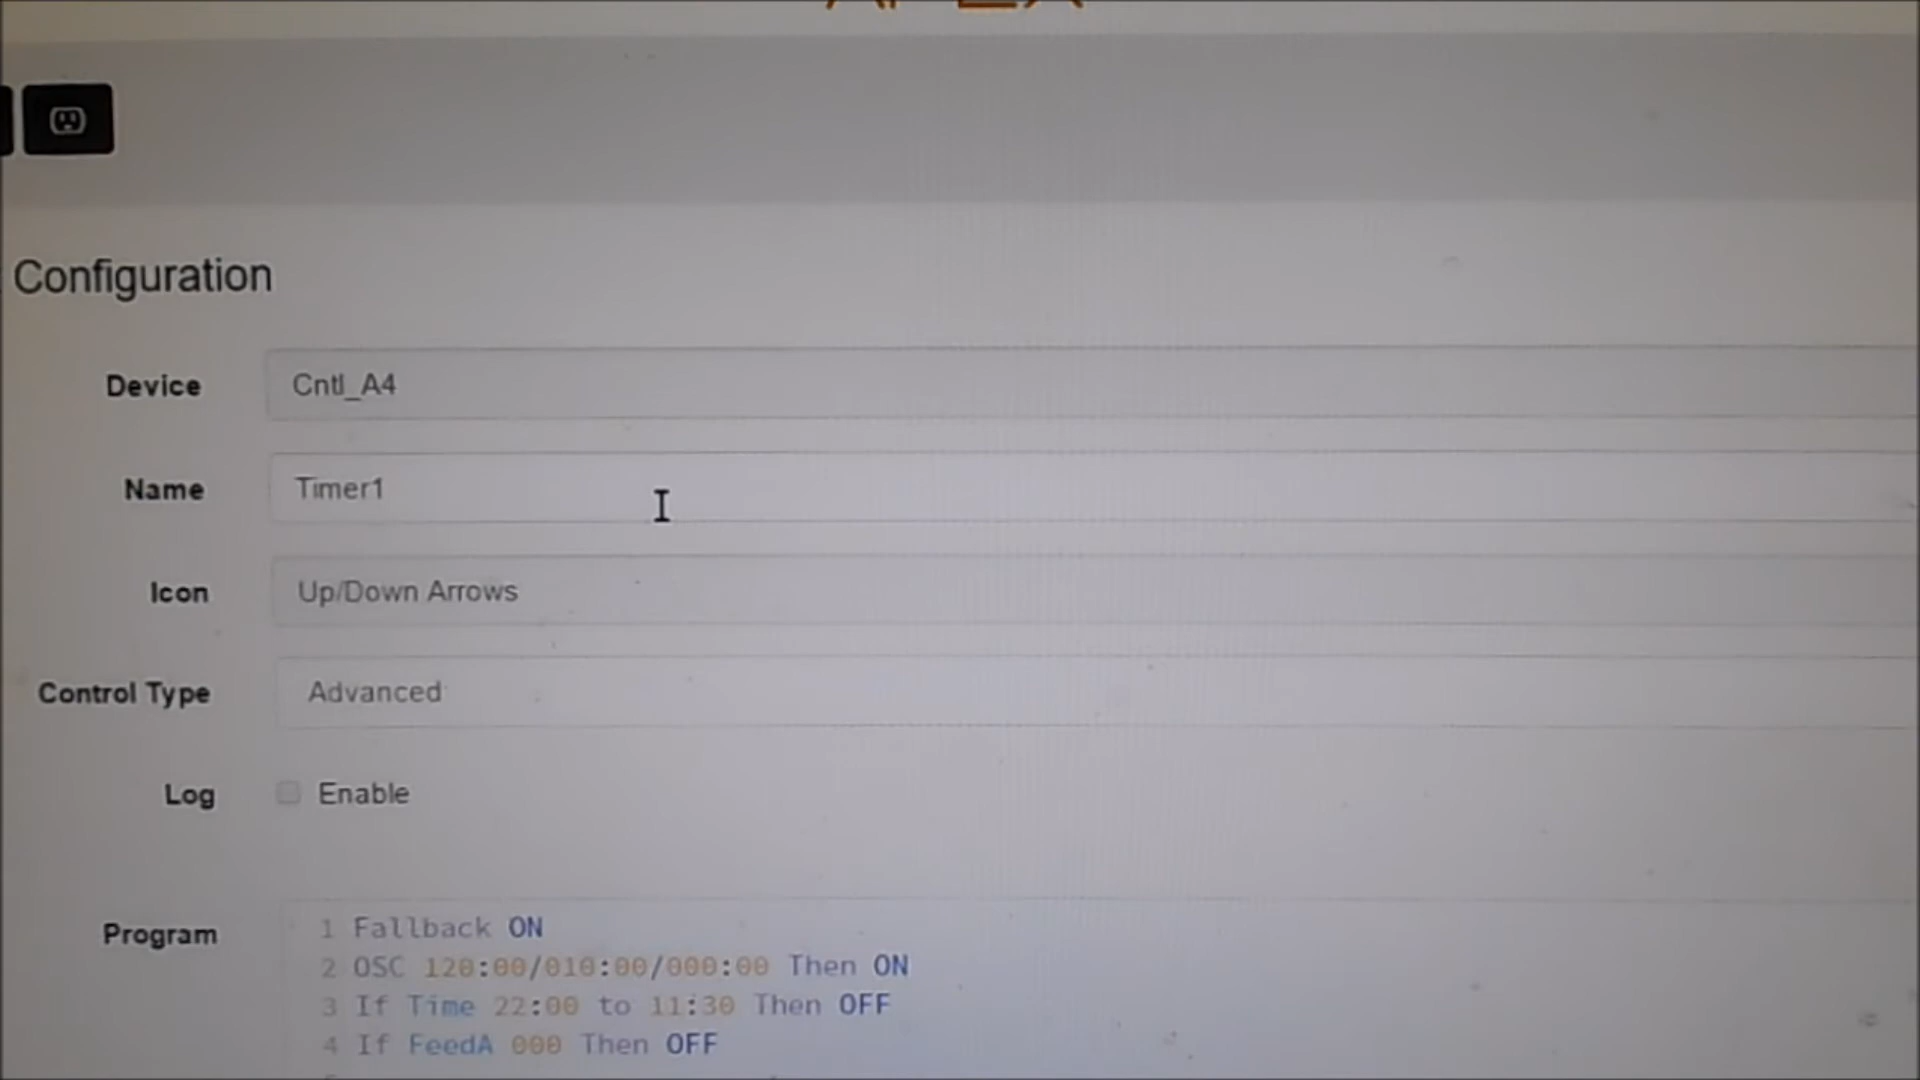 Configuration
Device Cntl_A4
Name Timer1
Icon Up/Down Arrows
Control Type Advanced
Log Enable
Program
1 Fallback ON
2 OSC 120:00/010:00/000:00 Then ON
3 If Time 22:00 to 11:30 Then OFF
4 If FeedA 000 Then OFF